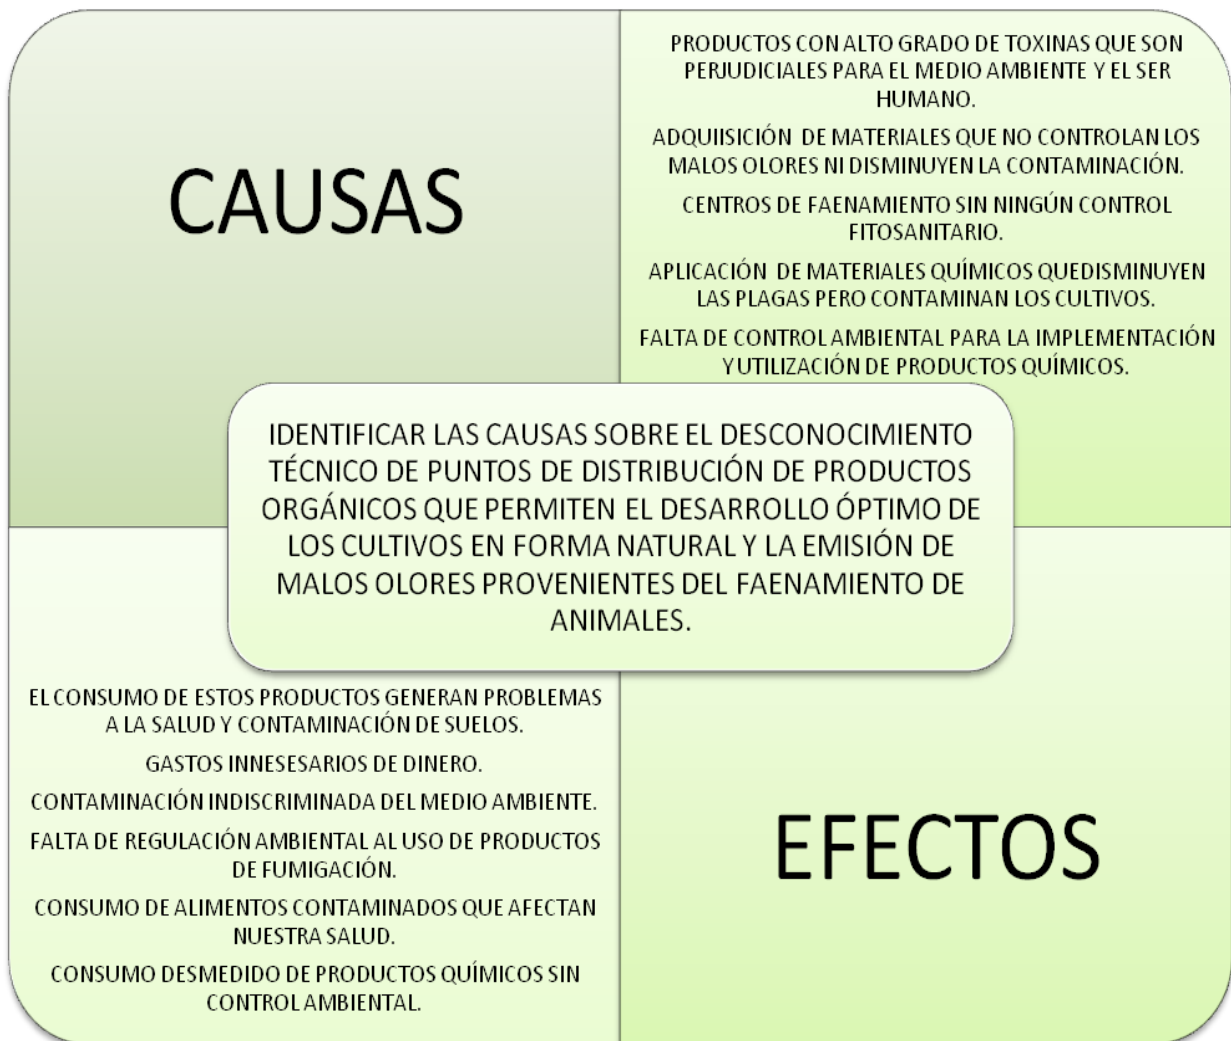 CAUSAS
PRODUCTOS CON ALTO GRADO DE TOXINAS QUE SON
PERJUDICIALES PARA EL MEDIO AMBIENTE Y EL SER
HUMANO.
ADQUIISICIÓN DE MATERIALES QUE NO CONTROLAN LOS
MALOS OLORES NI DISMINUYEN LA CONTAMINACIÓN.
CENTROS DE FAENAMIENTO SIN NINGÚN CONTROL
FITOSANITARIO.
APLICACIÓN DE MATERIALES QUÍMICOS QUEDISMINUYEN
LAS PLAGAS PERO CONTAMINAN LOS CULTIVOS.
FALTA DE CONTROL AMBIENTAL PARA LA IMPLEMENTACIÓN
Y UTILIZACIÓN DE PRODUCTOS QUÍMICOS.
IDENTIFICAR LAS CAUSAS SOBRE EL DESCONOCIMIENTO
TÉCNICO DE PUNTOS DE DISTRIBUCIÓN DE PRODUCTOS
ORGÁNICOS QUE PERMITEN EL DESARROLLO ÓPTIMO DE
LOS CULTIVOS EN FORMA NATURAL Y LA EMISIÓN DE
MALOS OLORES PROVENIENTES DEL FAENAMIENTO DE
ANIMALES.
EL CONSUMO DE ESTOS PRODUCTOS GENERAN PROBLEMAS
A LA SALUD Y CONTAMINACIÓN DE SUELOS.
GASTOS INNESESARIOS DE DINERO.
CONTAMINACIÓN INDISCRIMINADA DEL MEDIO AMBIENTE.
FALTA DE REGULACIÓN AMBIENTAL AL USO DE PRODUCTOS
DE FUMIGACIÓN.
CONSUMO DE ALIMENTOS CONTAMINADOS QUE AFECTAN
NUESTRA SALUD.
CONSUMO DESMEDIDO DE PRODUCTOS QUÍMICOS SIN
CONTROL AMBIENTAL.
EFECTOS